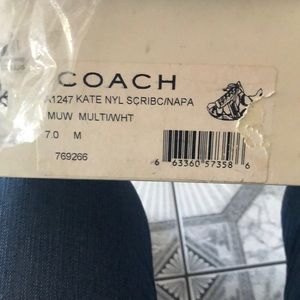 COACH
A1247 KATE NYL SCRIBC/NAPA
MUW MULTI/WHT
7.0 M
769266
6 63360 57358 6